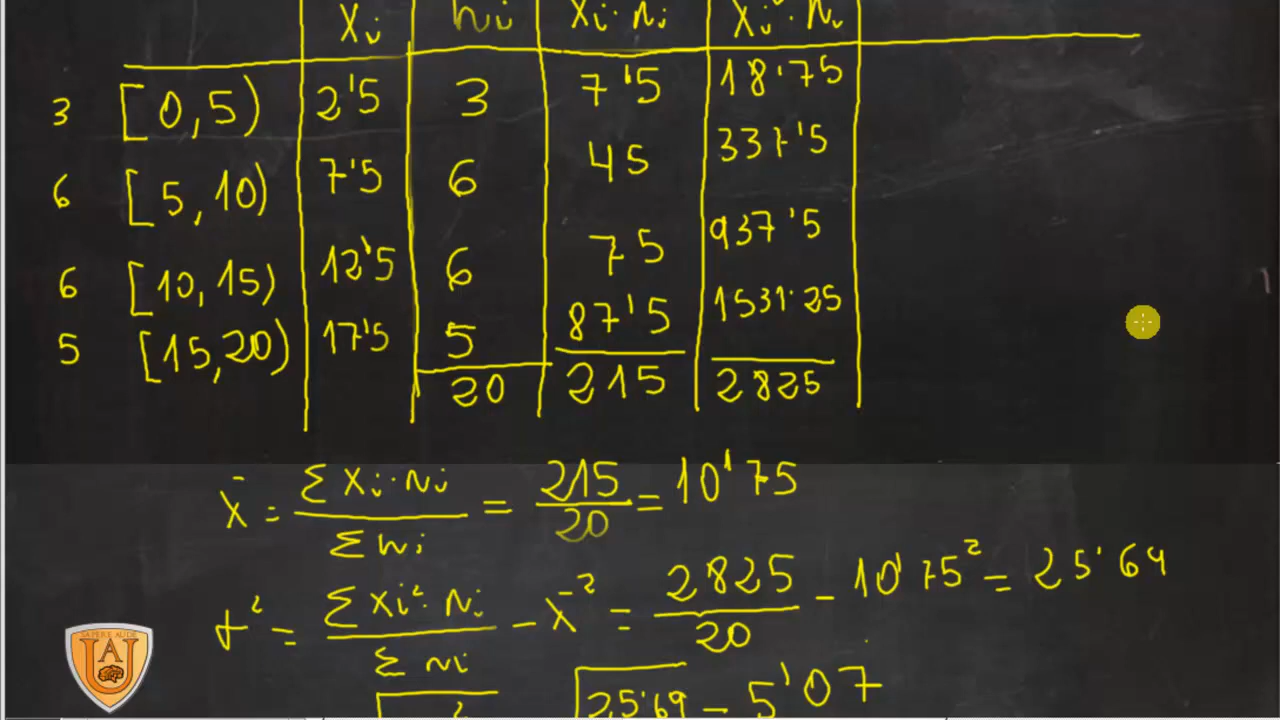 xᵢ nᵢ xᵢ·nᵢ xᵢ²·nᵢ
3 [0,5) 2'5 3 7'5 18'75
6 [5,10) 7'5 6 45 337'5
6 [10,15) 12'5 6 75 937'5
5 [15,20) 17'5 5 87'5 1531'25
20 215 2825
x̄ = Σxᵢ·nᵢ / Σnᵢ = 215/20 = 10'75
σ² = Σxᵢ²·nᵢ / Σnᵢ - x̄² = 2825/20 - 10'75² = 25'69
√25'69 = 5'07